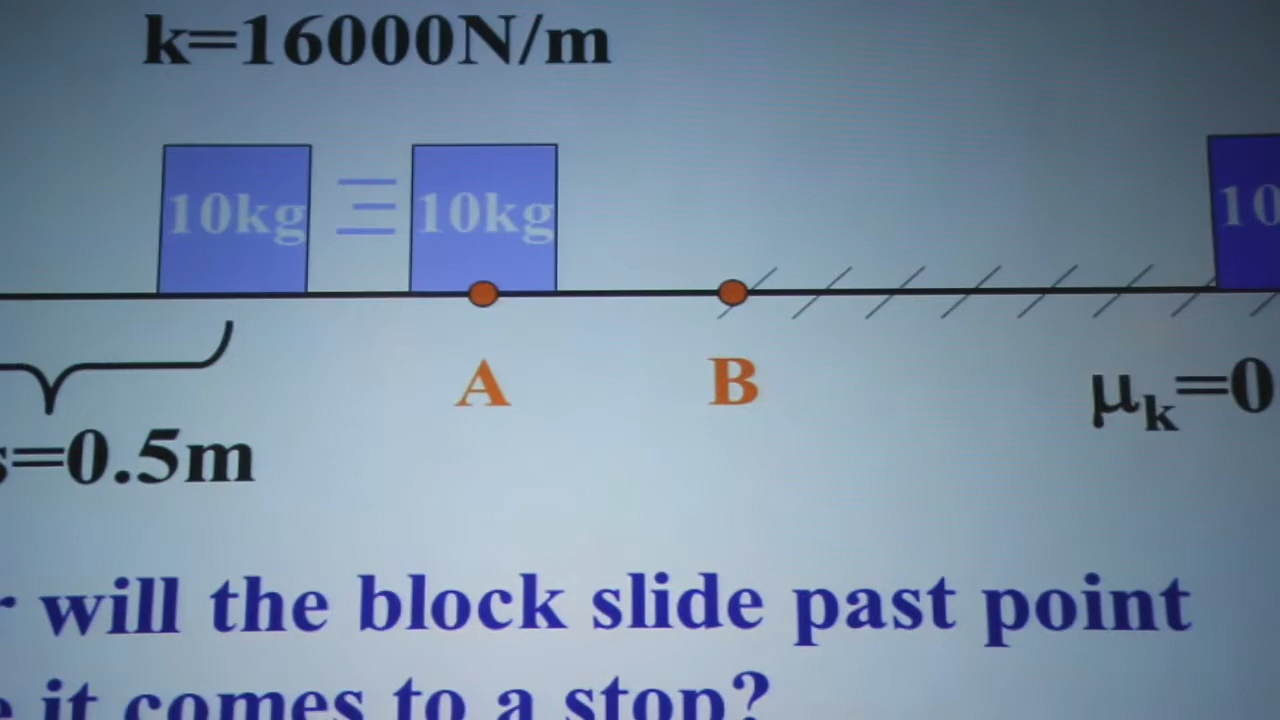 k=16000N/m
10kg 10kg 10
A B
μk=0
s=0.5m
will the block slide past point
it comes to a stop?